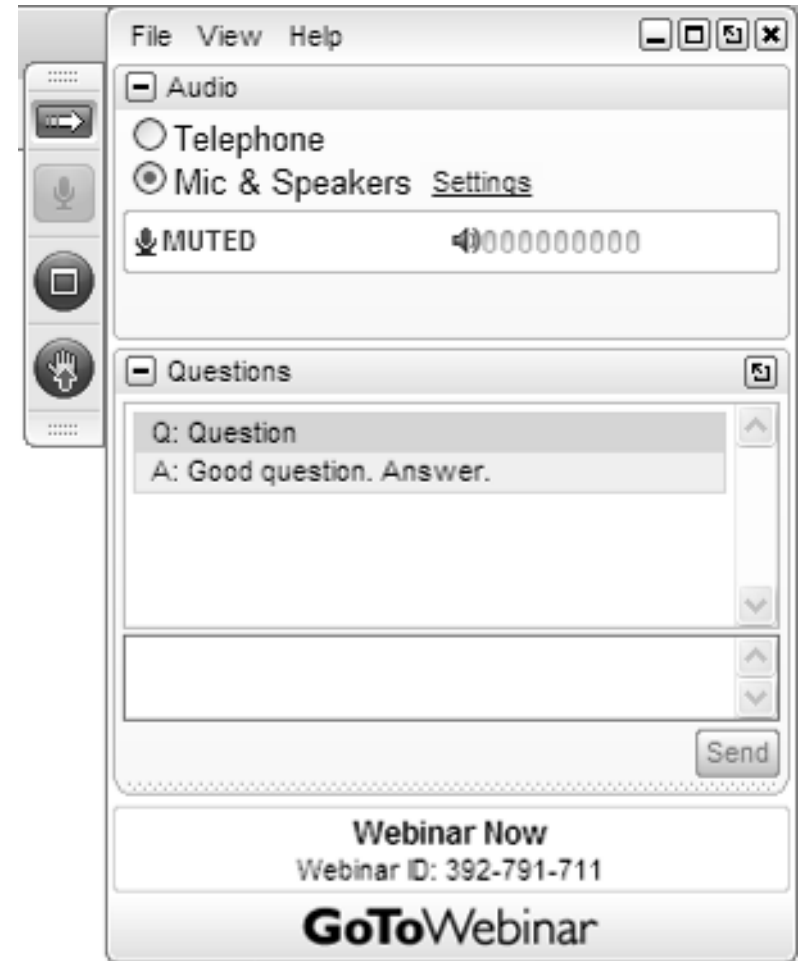 File View Help
Audio
Telephone
Mic & Speakers Settings
MUTED
Questions
Q: Question
A: Good question. Answer.
Send
Webinar Now
Webinar ID: 392-791-711
GoToWebinar